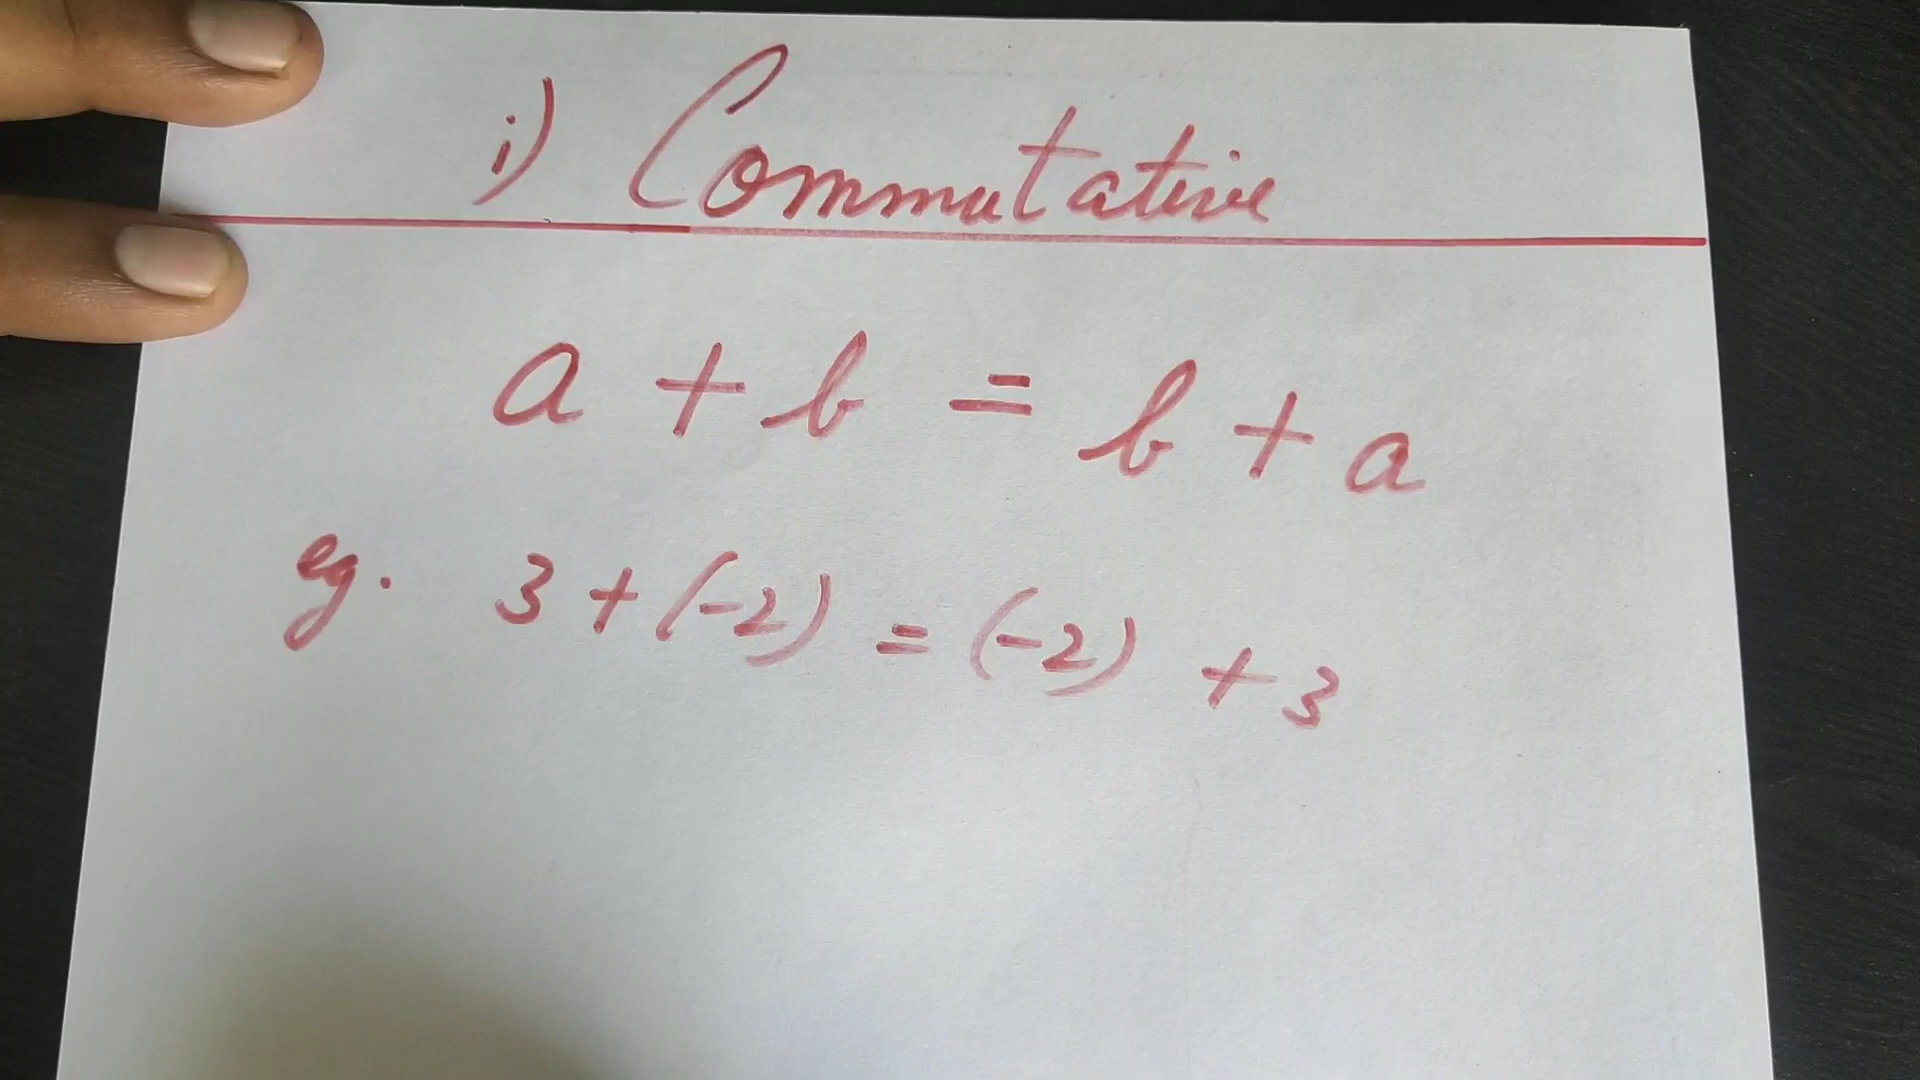 i) Commutative
a + b = b + a
eg. 3 + (-2) = (-2) + 3